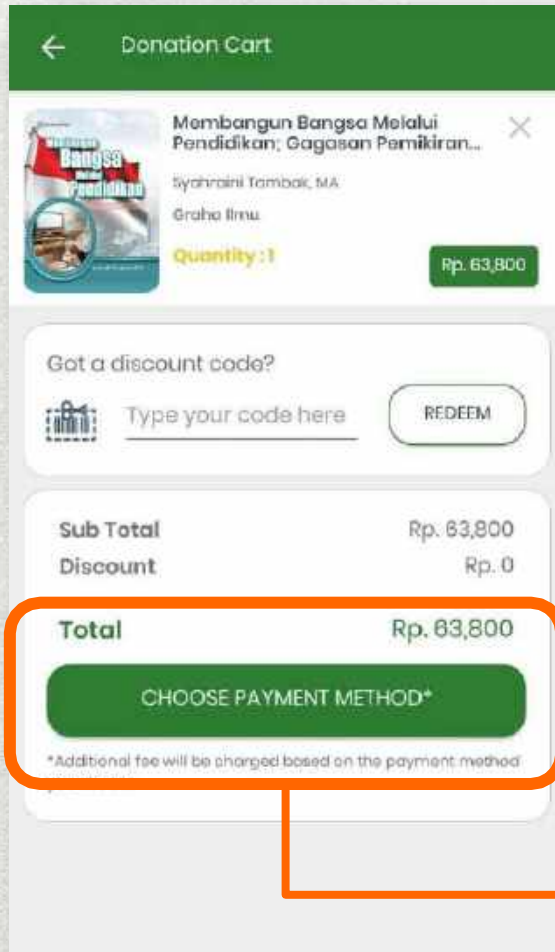 Donation Cart
Membangun Bangsa Melalui
Pendidikan; Gagasan Pemikiran...
Syahraini Tambak, MA
Graha Ilmu
Quantity : 1
Rp. 63,800
Bangsa
Pendidikan
Got a discount code?
Type your code here
REDEEM
Sub Total
Rp. 63,800
Discount
Rp. 0
Total
Rp. 63,800
CHOOSE PAYMENT METHOD*
*Additional fee will be charged based on the payment method